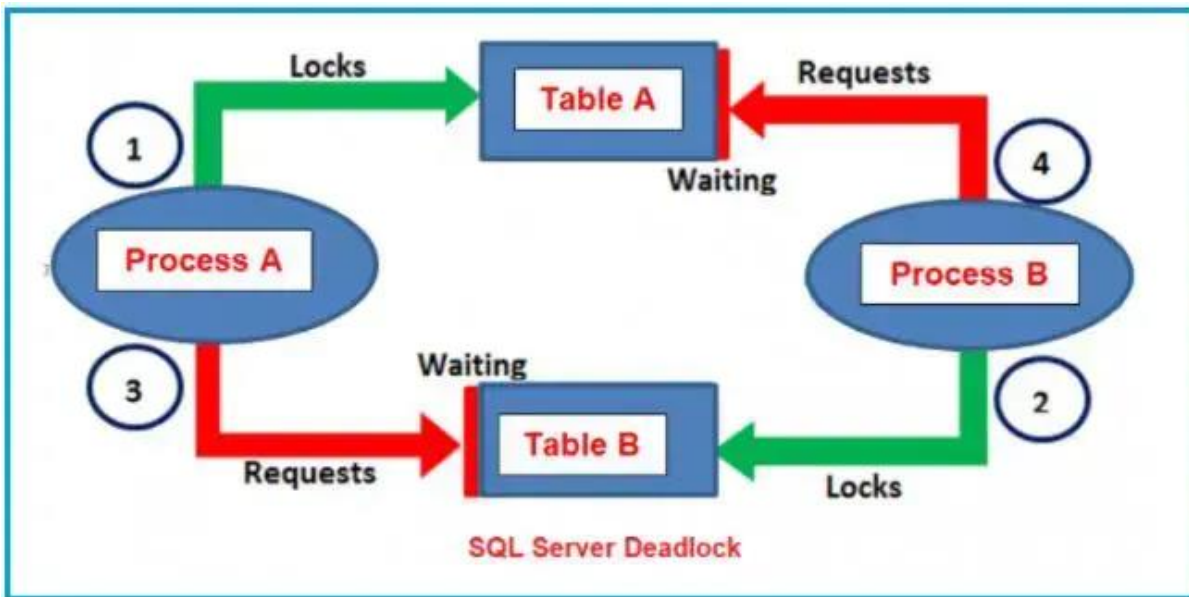 Locks
Requests
Table A
1
4
Waiting
Process A
Process B
Waiting
3
2
Table B
Requests
Locks
SQL Server Deadlock